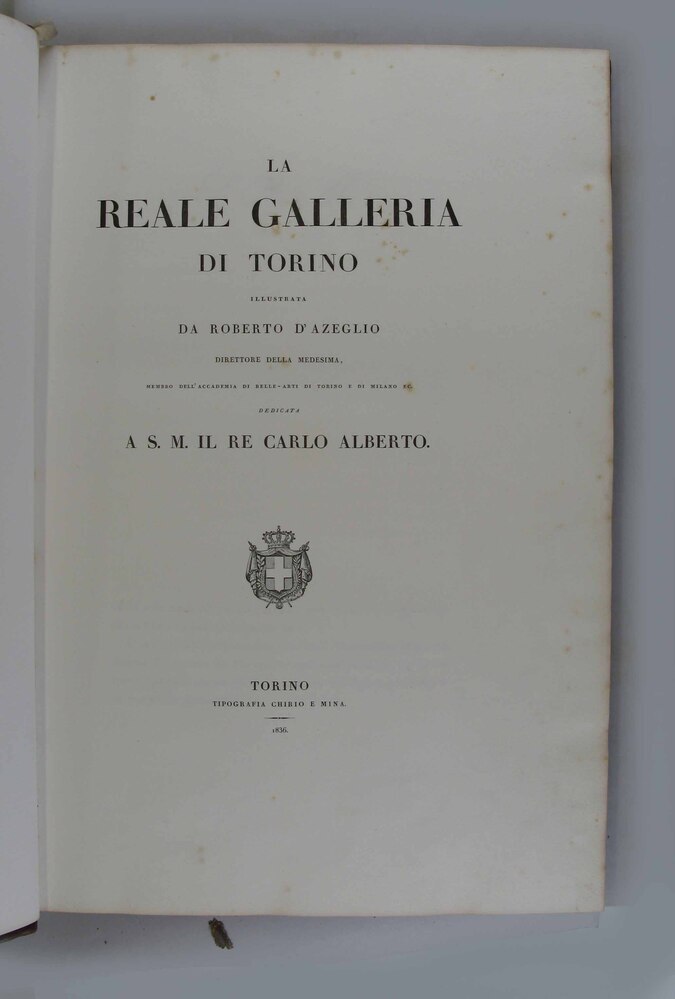 LA
REALE GALLERIA
DI TORINO
ILLUSTRATA
DA ROBERTO D'AZEGLIO
DIRETTORE DELLA MEDESIMA,
MEMBRO DELL'ACCADEMIA DI BELLE-ARTI DI TORINO E DI MILANO EC.
DEDICATA
A S. M. IL RE CARLO ALBERTO.
TORINO
TIPOGRAFIA CHIRIO E MINA.
1836.